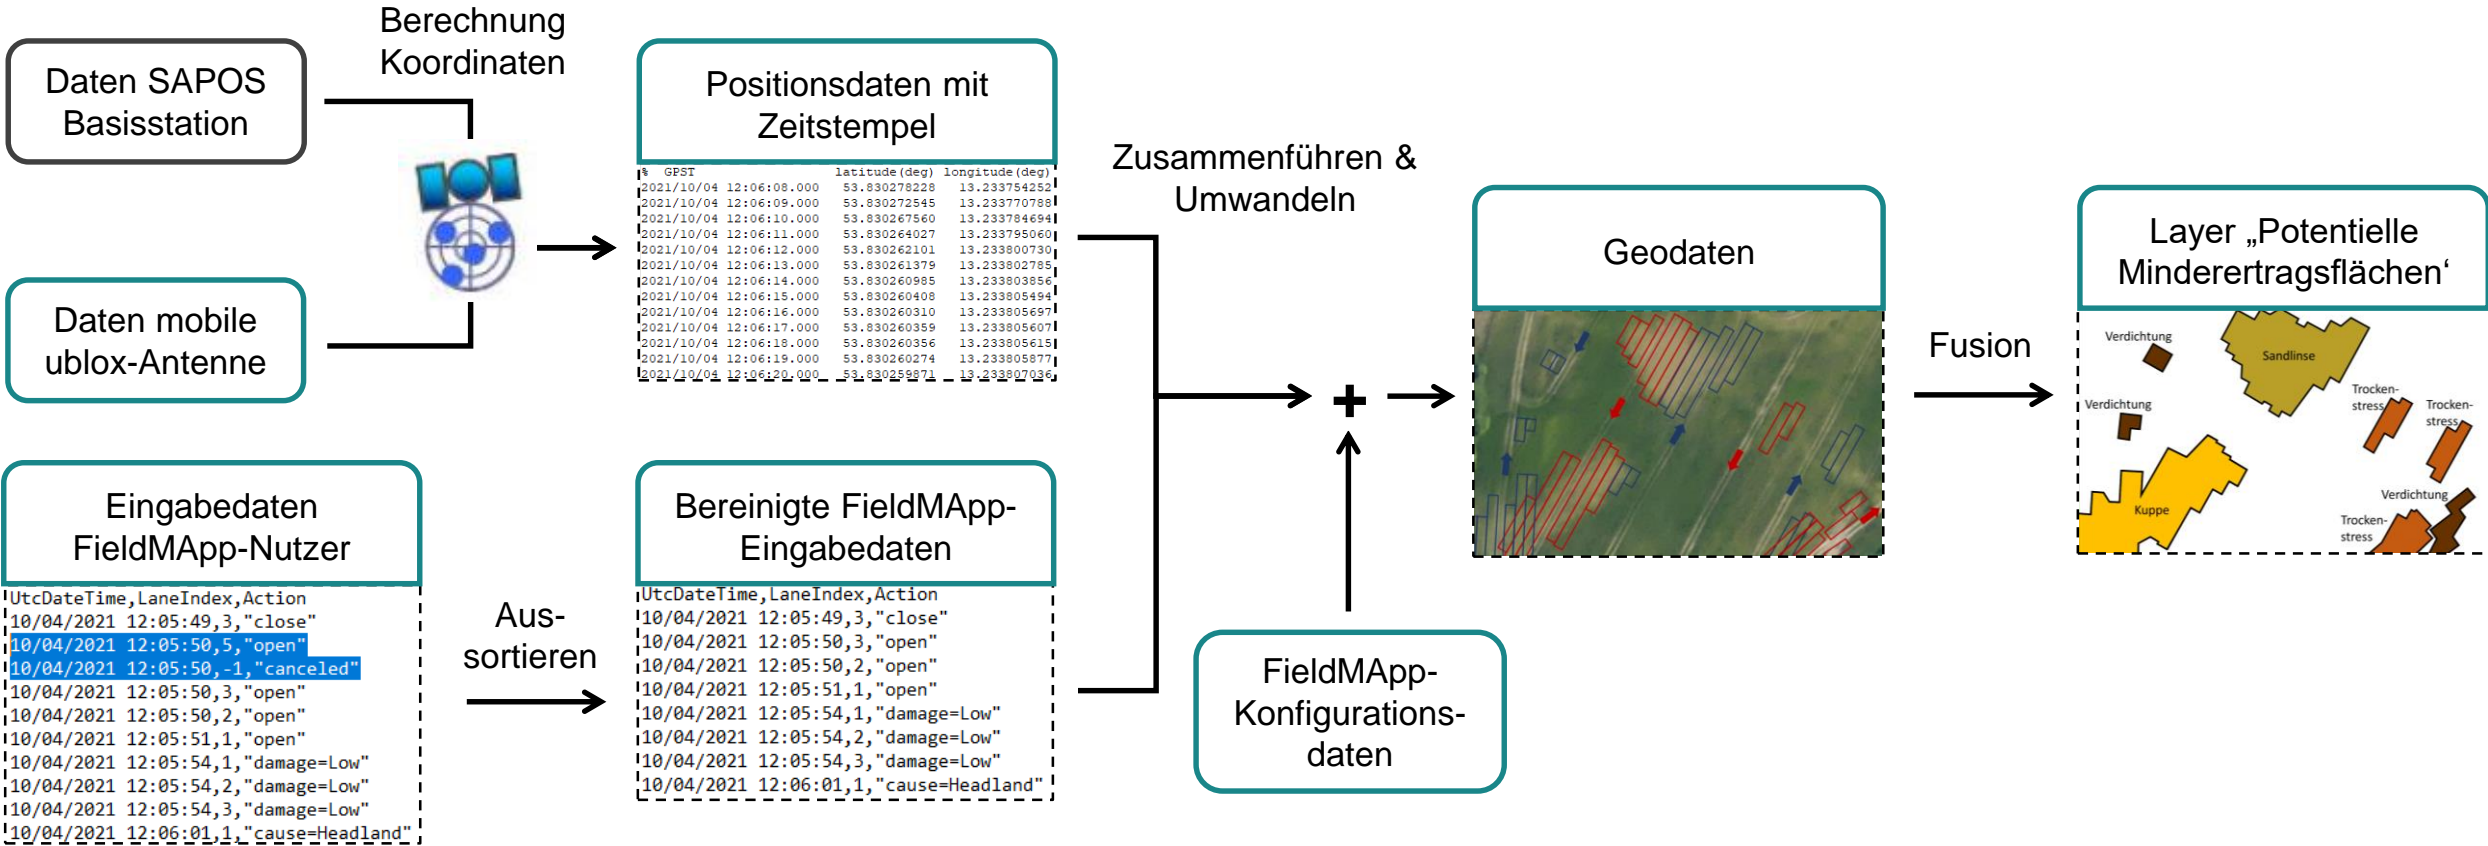 Berechnung
Koordinaten
Daten SAPOS
Basisstation
Daten mobile
ublox-Antenne
Positionsdaten mit
Zeitstempel
% GPST latitude(deg) longitude(deg)
2021/10/04 12:06:08.000 53.830278228 13.233754252
2021/10/04 12:06:09.000 53.830272545 13.233770788
2021/10/04 12:06:10.000 53.830267560 13.233784694
2021/10/04 12:06:11.000 53.830264027 13.233795060
2021/10/04 12:06:12.000 53.830262101 13.233800730
2021/10/04 12:06:13.000 53.830261379 13.233802785
2021/10/04 12:06:14.000 53.830260985 13.233803856
2021/10/04 12:06:15.000 53.830260408 13.233805494
2021/10/04 12:06:16.000 53.830260310 13.233805697
2021/10/04 12:06:17.000 53.830260359 13.233805607
2021/10/04 12:06:18.000 53.830260356 13.233805615
2021/10/04 12:06:19.000 53.830260274 13.233805877
2021/10/04 12:06:20.000 53.830259871 13.233807036
Eingabedaten
FieldMApp-Nutzer
UtcDateTime,LaneIndex,Action
10/04/2021 12:05:49,3,"close"
10/04/2021 12:05:50,5,"open"
10/04/2021 12:05:50,-1,"canceled"
10/04/2021 12:05:50,3,"open"
10/04/2021 12:05:50,2,"open"
10/04/2021 12:05:51,1,"open"
10/04/2021 12:05:54,1,"damage=Low"
10/04/2021 12:05:54,2,"damage=Low"
10/04/2021 12:05:54,3,"damage=Low"
10/04/2021 12:06:01,1,"cause=Headland"
Aus-
sortieren
Bereinigte FieldMApp-
Eingabedaten
UtcDateTime,LaneIndex,Action
10/04/2021 12:05:49,3,"close"
10/04/2021 12:05:50,3,"open"
10/04/2021 12:05:50,2,"open"
10/04/2021 12:05:51,1,"open"
10/04/2021 12:05:54,1,"damage=Low"
10/04/2021 12:05:54,2,"damage=Low"
10/04/2021 12:05:54,3,"damage=Low"
10/04/2021 12:06:01,1,"cause=Headland"
Zusammenführen &
Umwandeln
+
FieldMApp-
Konfigurations-
daten
Geodaten
Fusion
Layer „Potentielle
Minderertragsflächen‘
Verdichtung
Sandlinse
Trocken-
stress
Verdichtung
Trocken-
stress
Kuppe
Verdichtung
Trocken-
stress